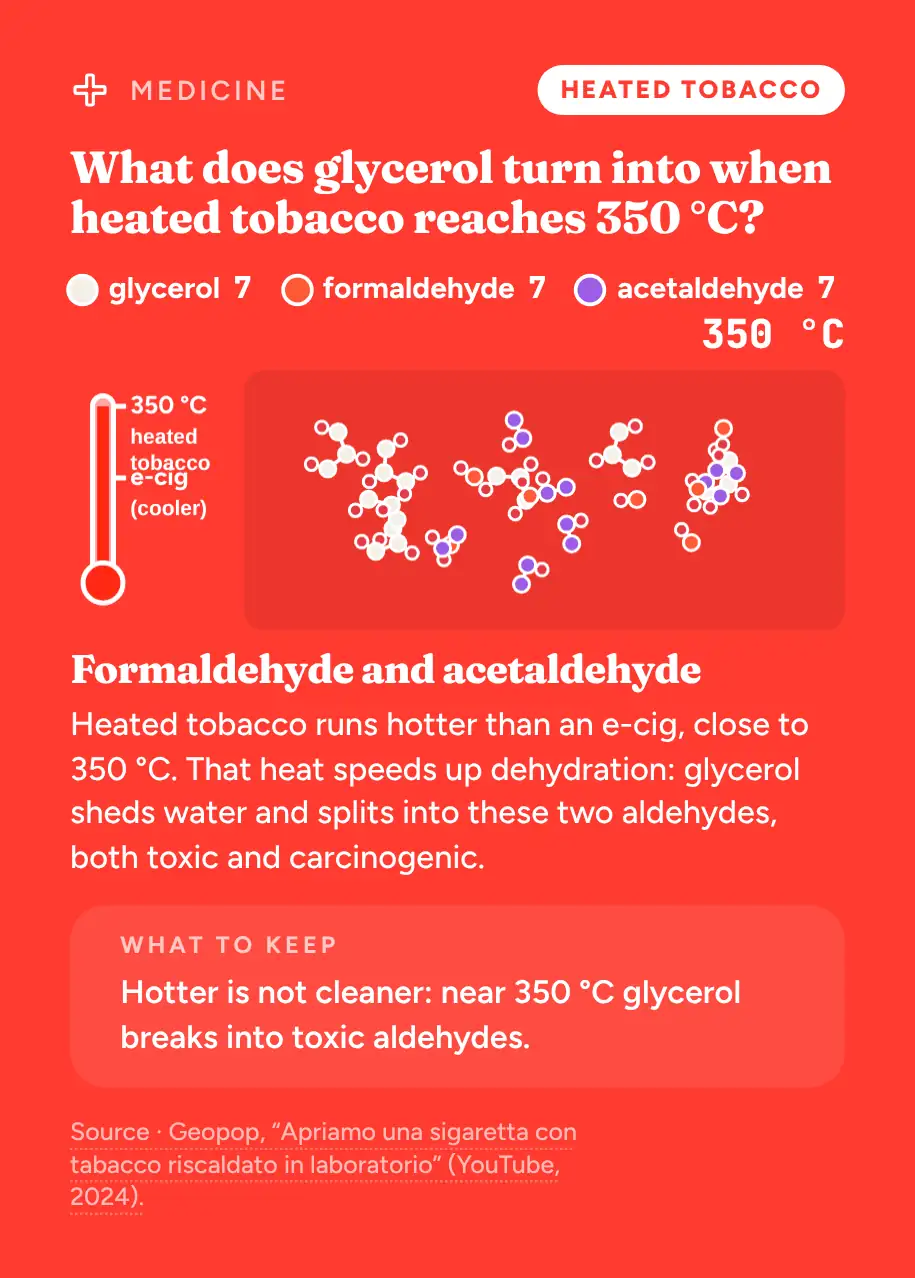 MEDICINE
HEATED TOBACCO
What does glycerol turn into when
heated tobacco reaches 350 °C?
glycerol 7 formaldehyde 7 acetaldehyde 7
350 °C
350 °C
heated
tobacco
e-cig
(cooler)
Formaldehyde and acetaldehyde
Heated tobacco runs hotter than an e-cig, close to
350 °C. That heat speeds up dehydration: glycerol
sheds water and splits into these two aldehydes,
both toxic and carcinogenic.
WHAT TO KEEP
Hotter is not cleaner: near 350 °C glycerol
breaks into toxic aldehydes.
Source · Geopop, “Apriamo una sigaretta con
tabacco riscaldato in laboratorio” (YouTube,
2024).